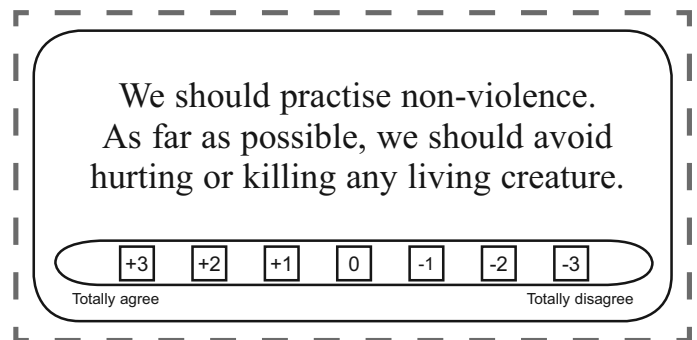 We should practise non-violence.
As far as possible, we should avoid
hurting or killing any living creature.
+3 +2 +1 0 -1 -2 -3
Totally agree Totally disagree